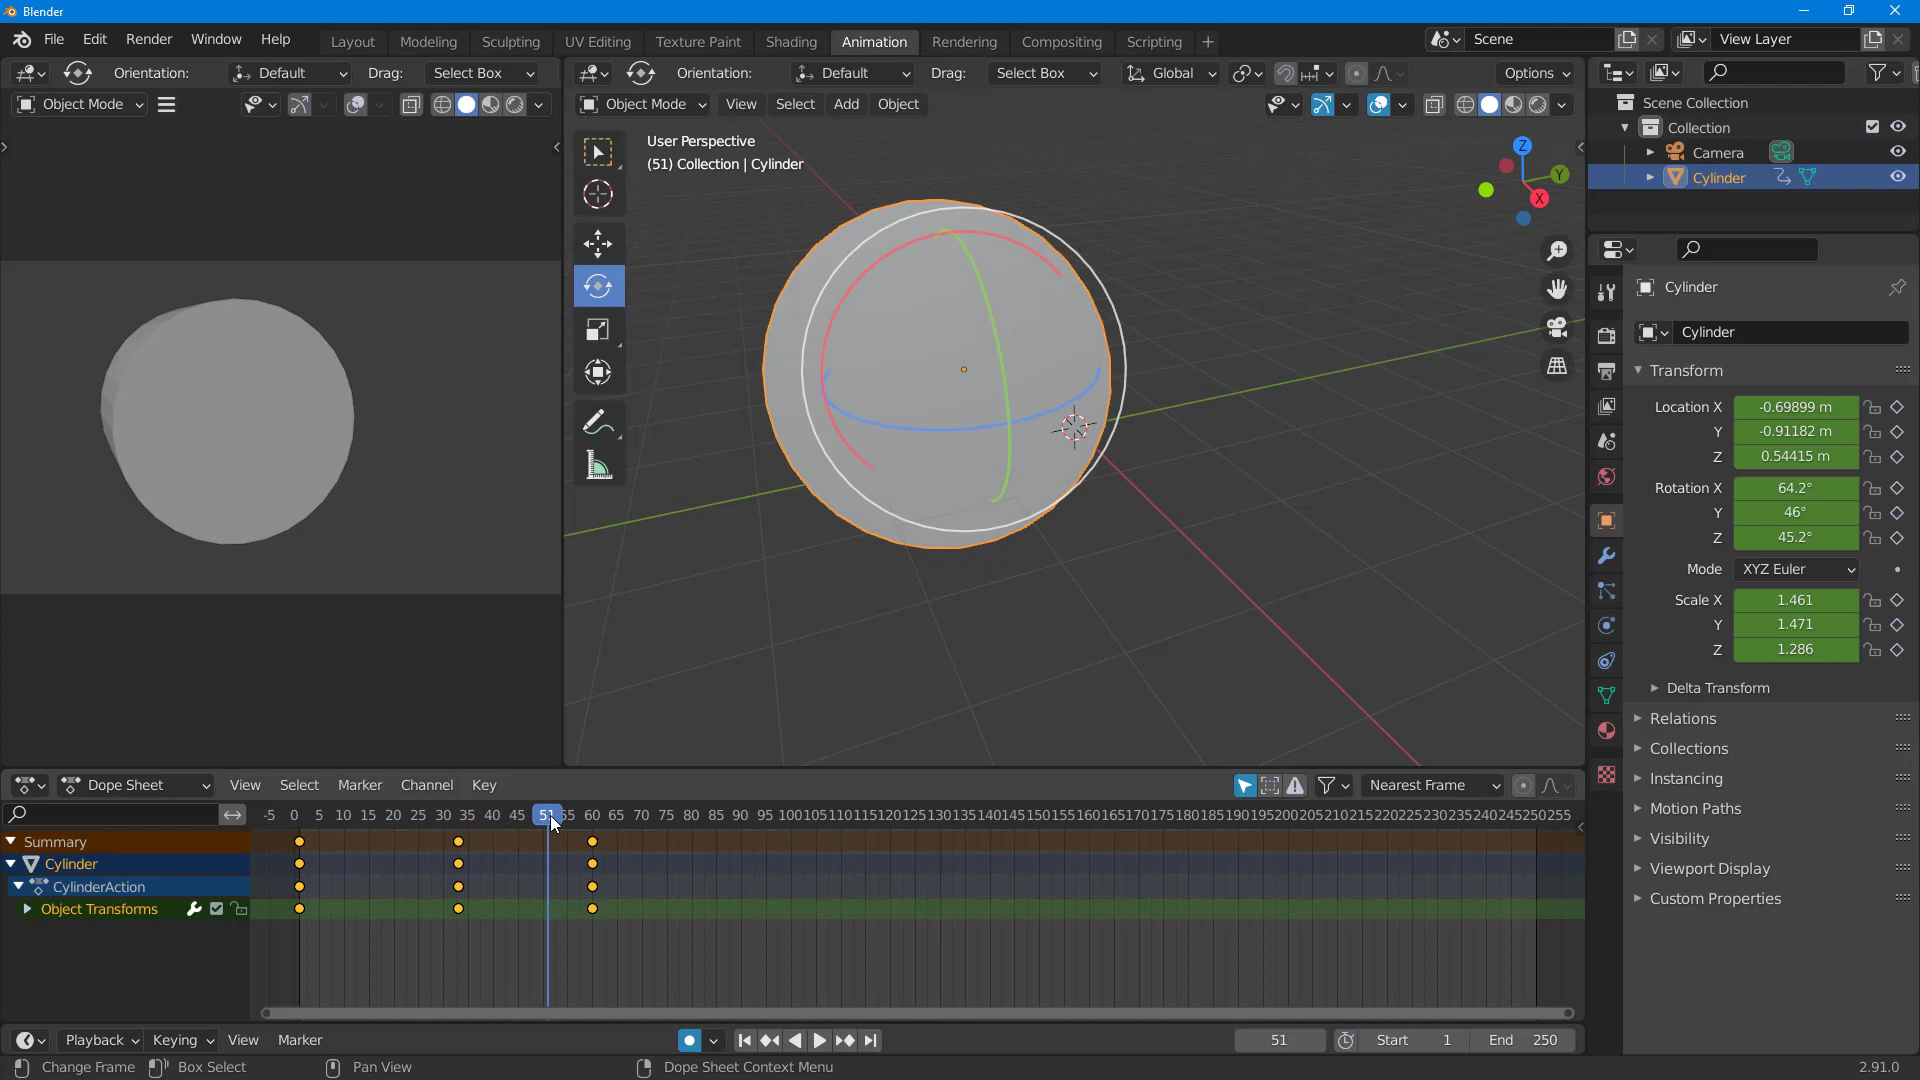 Blender
File Edit Render Window Help Layout Modeling Sculpting UV Editing Texture Paint Shading Animation Rendering Compositing Scripting + Scene View Layer
Orientation: Default Drag: Select Box
Orientation: Default Drag: Select Box Global Options
Object Mode
Object Mode View Select Add Object
User Perspective
(51) Collection | Cylinder
Z
Y
X
Scene Collection
Collection
Camera
Cylinder
Cylinder
Cylinder
Transform
Location X -0.69899 m
Y -0.91182 m
Z 0.54415 m
Rotation X 64.2°
Y 46°
Z 45.2°
Mode XYZ Euler
Scale X 1.461
Y 1.471
Z 1.286
Delta Transform
Relations
Collections
Instancing
Motion Paths
Visibility
Viewport Display
Custom Properties
Dope Sheet View Select Marker Channel Key Nearest Frame
-5 0 5 10 15 20 25 30 35 40 45 55 60 65 70 75 80 85 90 95 100 105 110 115 120 125 130 135 140 145 150 155 160 165 170 175 180 185 190 195 200 205 210 215 220 225 230 235 240 245 250 255
Summary
Cylinder
CylinderAction
Object Transforms
Playback Keying View Marker 51 Start 1 End 250
Change Frame Box Select Pan View Dope Sheet Context Menu 2.91.0